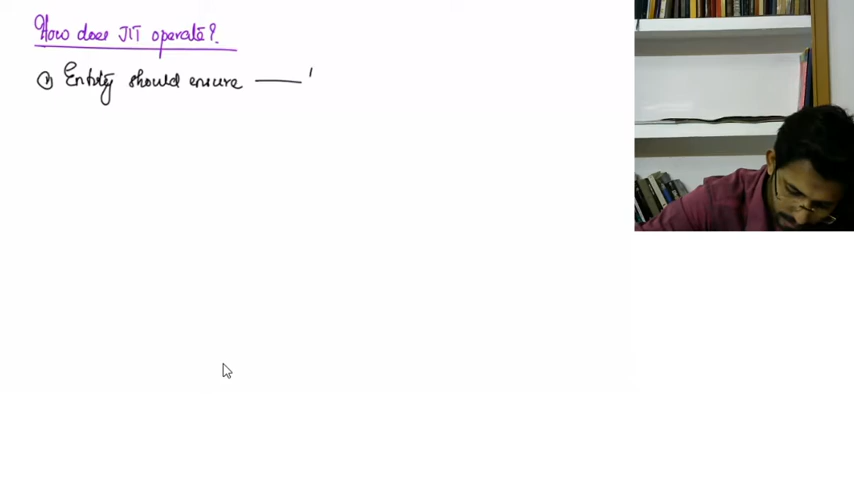 How does JIT operate?
① Entity should ensure —— '